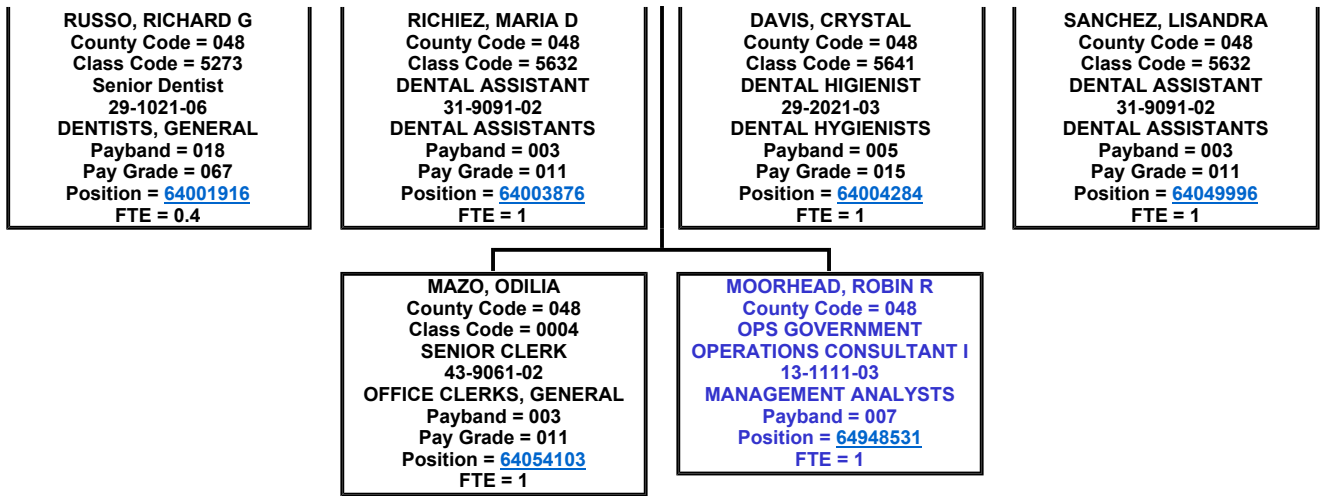 RUSSO, RICHARD G
County Code = 048
Class Code = 5273
Senior Dentist
29-1021-06
DENTISTS, GENERAL
Payband = 018
Pay Grade = 067
Position = 64001916
FTE = 0.4
RICHIEZ, MARIA D
County Code = 048
Class Code = 5632
DENTAL ASSISTANT
31-9091-02
DENTAL ASSISTANTS
Payband = 003
Pay Grade = 011
Position = 64003876
FTE = 1
DAVIS, CRYSTAL
County Code = 048
Class Code = 5641
DENTAL HIGIENIST
29-2021-03
DENTAL HYGIENISTS
Payband = 005
Pay Grade = 015
Position = 64004284
FTE = 1
SANCHEZ, LISANDRA
County Code = 048
Class Code = 5632
DENTAL ASSISTANT
31-9091-02
DENTAL ASSISTANTS
Payband = 003
Pay Grade = 011
Position = 64049996
FTE = 1
MAZO, ODILIA
County Code = 048
Class Code = 0004
SENIOR CLERK
43-9061-02
OFFICE CLERKS, GENERAL
Payband = 003
Pay Grade = 011
Position = 64054103
FTE = 1
MOORHEAD, ROBIN R
County Code = 048
OPS GOVERNMENT
OPERATIONS CONSULTANT I
13-1111-03
MANAGEMENT ANALYSTS
Payband = 007
Position = 64948531
FTE = 1